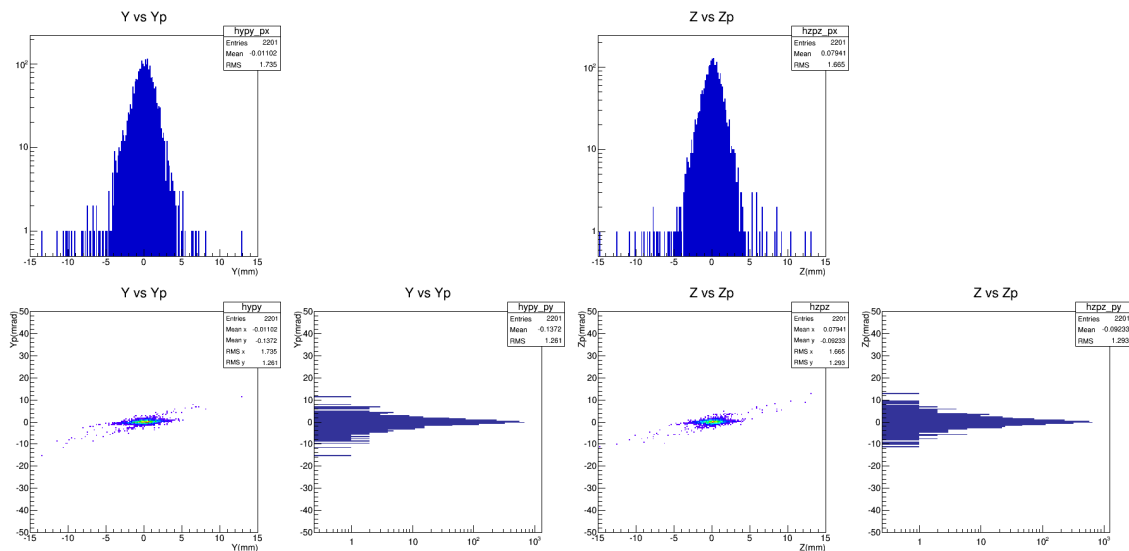 Y vs Yp
hypy_px
Entries 2201
Mean -0.01102
RMS 1.735
10²
10
1
-15 -10 -5 0 5 10 15
Y(mm)
Z vs Zp
hzpz_px
Entries 2201
Mean 0.07941
RMS 1.665
10²
10
1
-15 -10 -5 0 5 10 15
Z(mm)
Y vs Yp
Yp(mrad)
hypy
Entries 2201
Mean x -0.01102
Mean y -0.1372
RMS x 1.735
RMS y 1.261
50
40
30
20
10
0
-10
-20
-30
-40
-50
-15 -10 -5 0 5 10 15
Y(mm)
Y vs Yp
Yp(mrad)
hypy_py
Entries 2201
Mean -0.1372
RMS 1.261
50
40
30
20
10
0
-10
-20
-30
-40
-50
1 10 10² 10³
Z vs Zp
Zp(mrad)
hzpz
Entries 2201
Mean x 0.07941
Mean y -0.09233
RMS x 1.665
RMS y 1.293
50
40
30
20
10
0
-10
-20
-30
-40
-50
-15 -10 -5 0 5 10 15
Z(mm)
Z vs Zp
Zp(mrad)
hzpz_py
Entries 2201
Mean -0.09233
RMS 1.293
50
40
30
20
10
0
-10
-20
-30
-40
-50
1 10 10² 10³